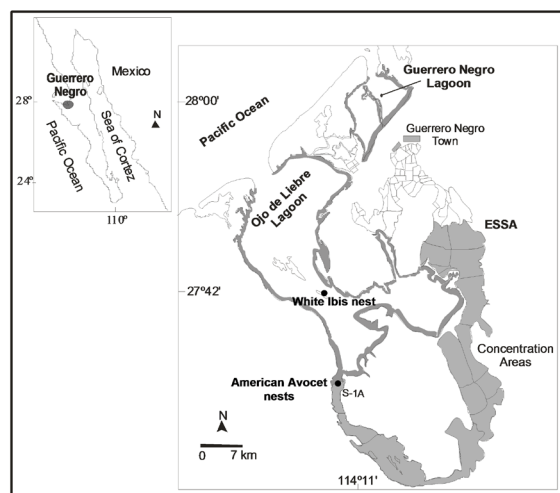 Guerrero
Negro
Mexico
28°
N
Pacific Ocean
Sea of Cortez
24°
110°
Guerrero Negro
Lagoon
28°00'
Pacific Ocean
Guerrero Negro
Town
Ojo de Liebre
Lagoon
ESSA
27°42'
White Ibis nest
Concentration
Areas
American Avocet
nests
S-1A
N
0 7 km
114°11'